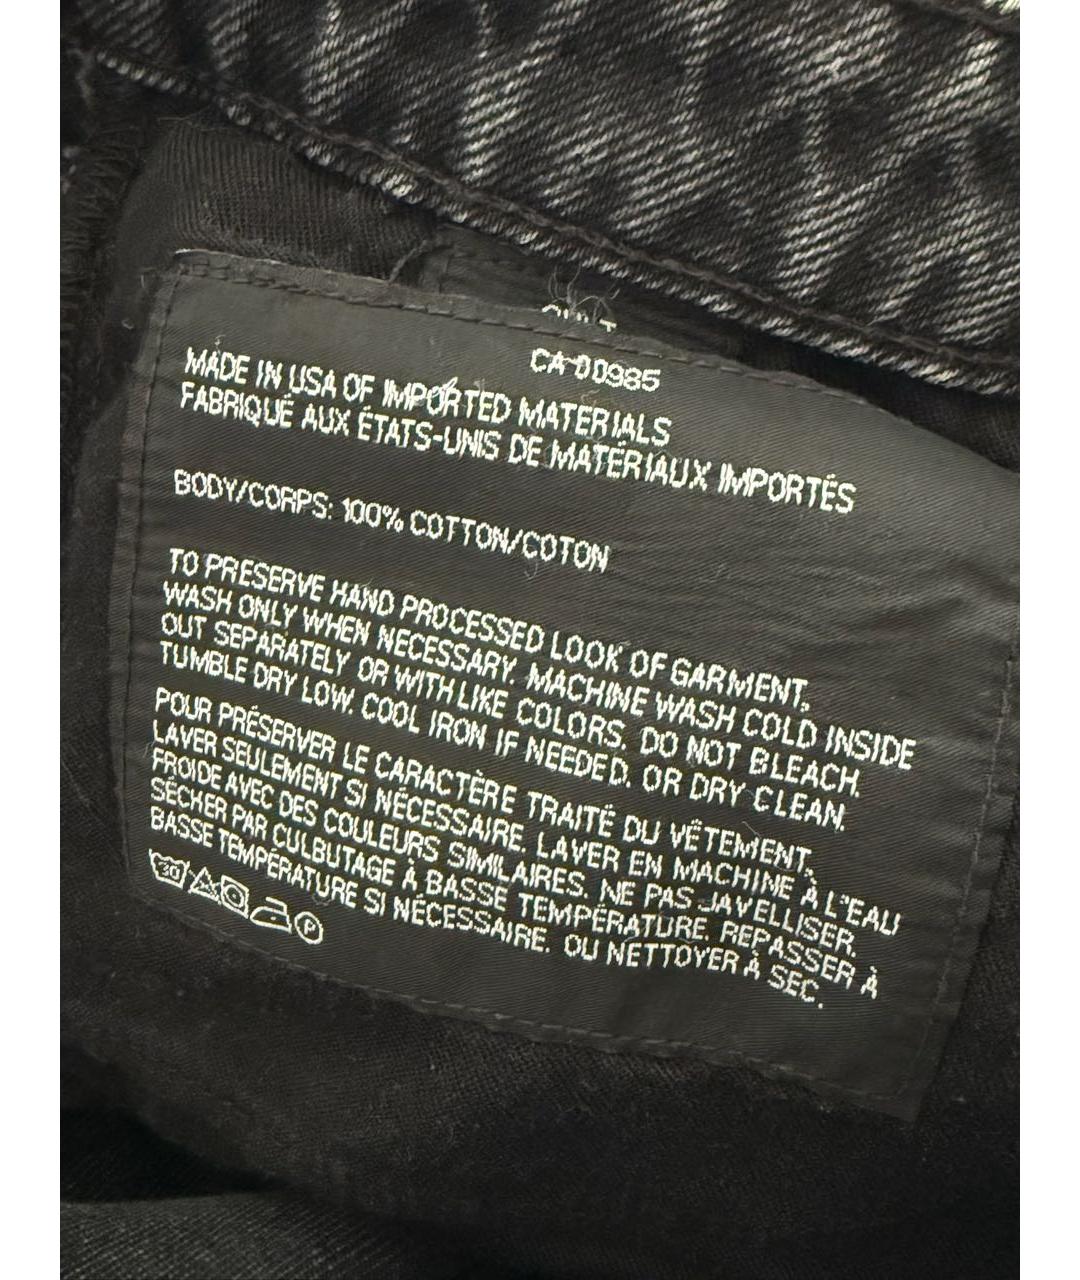 CA 00985
MADE IN USA OF IMPORTED MATERIALS
FABRIQUÉ AUX ÉTATS-UNIS DE MATÉRIAUX IMPORTÉS
BODY/CORPS: 100% COTTON/COTON
TO PRESERVE HAND PROCESSED LOOK OF GARMENT,
WASH ONLY WHEN NECESSARY. MACHINE WASH COLD INSIDE
OUT SEPARATELY OR WITH LIKE COLORS. DO NOT BLEACH.
TUMBLE DRY LOW. COOL IRON IF NEEDED. OR DRY CLEAN.
POUR PRÉSERVER LE CARACTÈRE TRAITÉ DU VÊTEMENT,
LAVER SEULEMENT SI NÉCESSAIRE. LAVER EN MACHINE À L'EAU
FROIDE AVEC DES COULEURS SIMILAIRES. NE PAS JAVELLISER.
SÉCHER PAR CULBUTAGE À BASSE TEMPÉRATURE. REPASSER À
BASSE TEMPÉRATURE SI NÉCESSAIRE. OU NETTOYER À SEC.
30 P